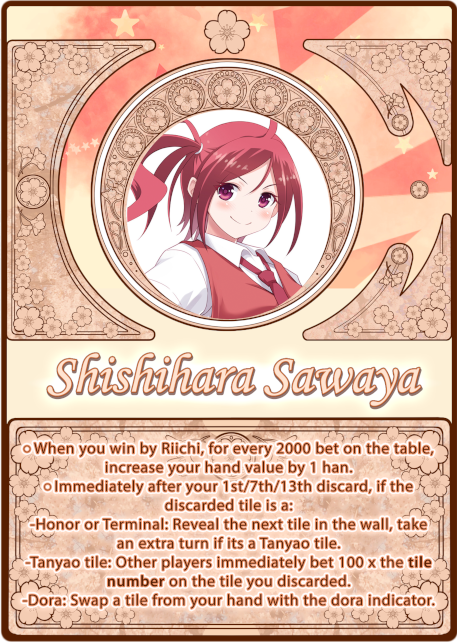 Shishihara Sawaya
○When you win by Riichi, for every 2000 bet on the table,
increase your hand value by 1 han.
○Immediately after your 1st/7th/13th discard, if the
discarded tile is a:
-Honor or Terminal: Reveal the next tile in the wall, take
an extra turn if its a Tanyao tile.
-Tanyao tile: Other players immediately bet 100 x the tile
number on the tile you discarded.
-Dora: Swap a tile from your hand with the dora indicator.